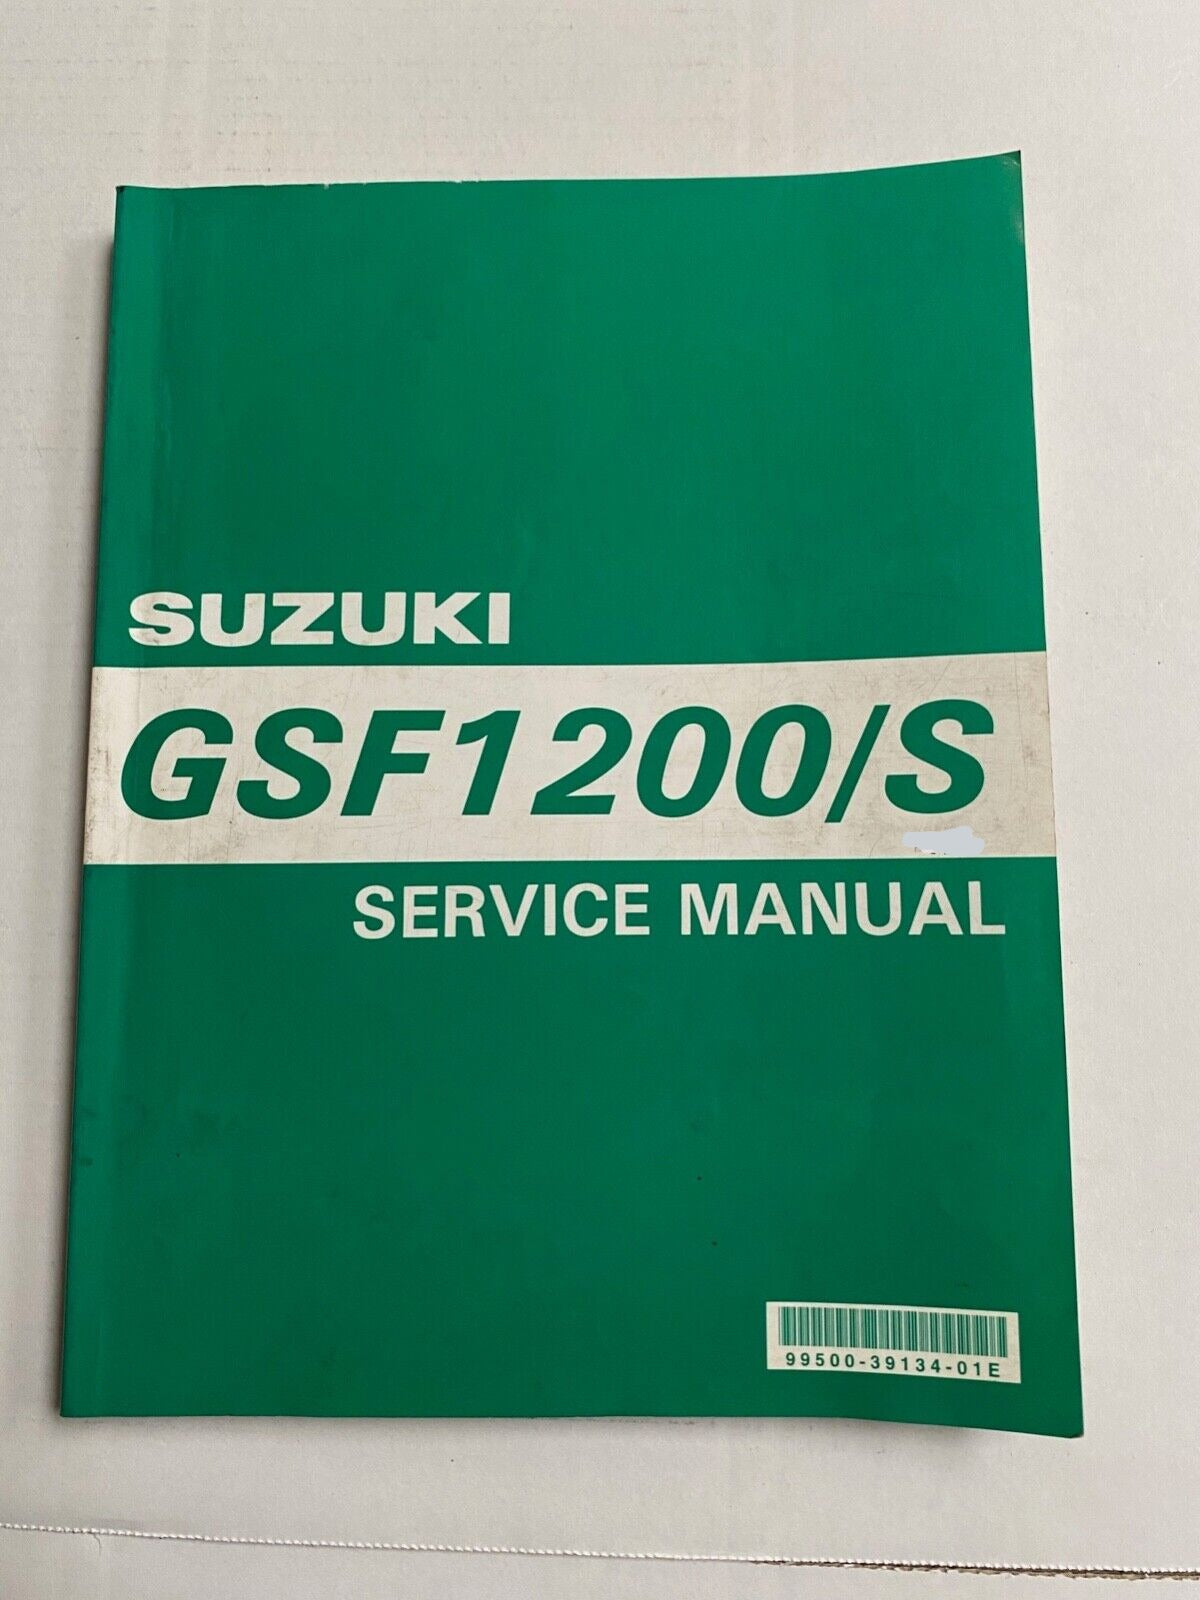 SUZUKI
GSF1200/S
SERVICE MANUAL
99500-39134-01E